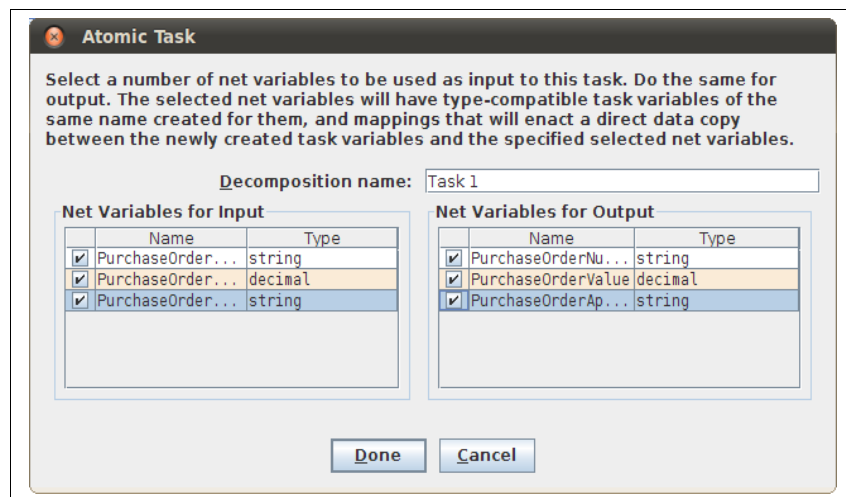 Atomic Task
Select a number of net variables to be used as input to this task. Do the same for
output. The selected net variables will have type-compatible task variables of the
same name created for them, and mappings that will enact a direct data copy
between the newly created task variables and the specified selected net variables.
Decomposition name: Task 1
Net Variables for Input
Name Type
PurchaseOrder... string
PurchaseOrder... decimal
PurchaseOrder... string
Net Variables for Output
Name Type
PurchaseOrderNu... string
PurchaseOrderValue decimal
PurchaseOrderAp... string
Done Cancel